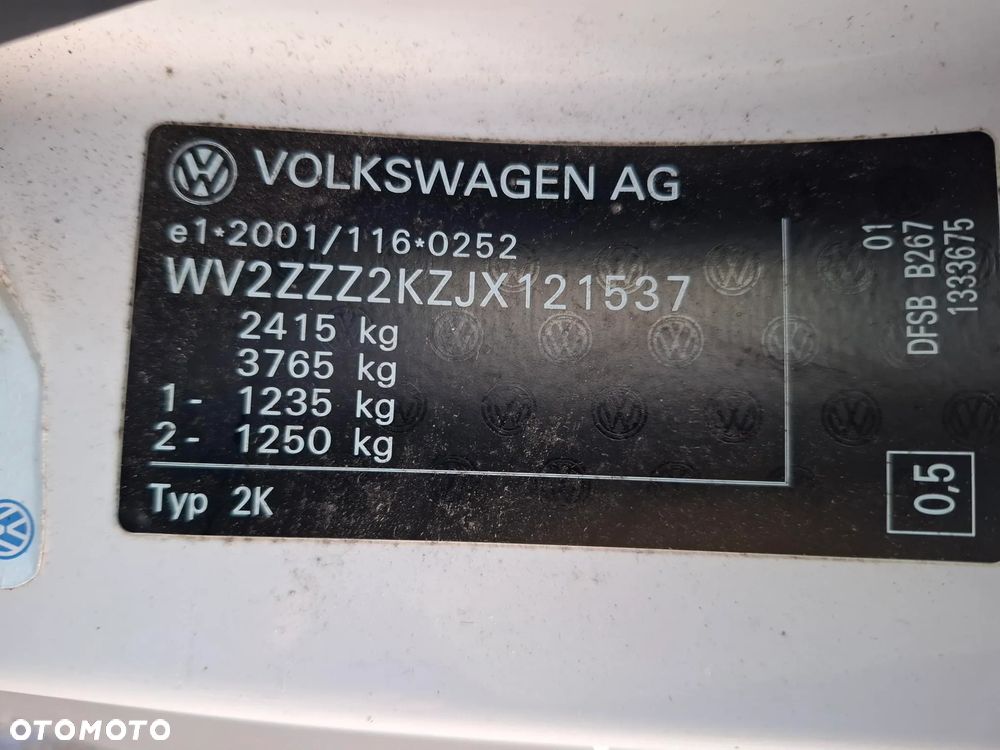 VOLKSWAGEN AG
e1*2001/116*0252
WV2ZZZ2KZJX121537
2415 kg
3765 kg
1- 1235 kg
2- 1250 kg
Typ 2K
01
DFSB B267
1333675
0,5
OTOMOTO